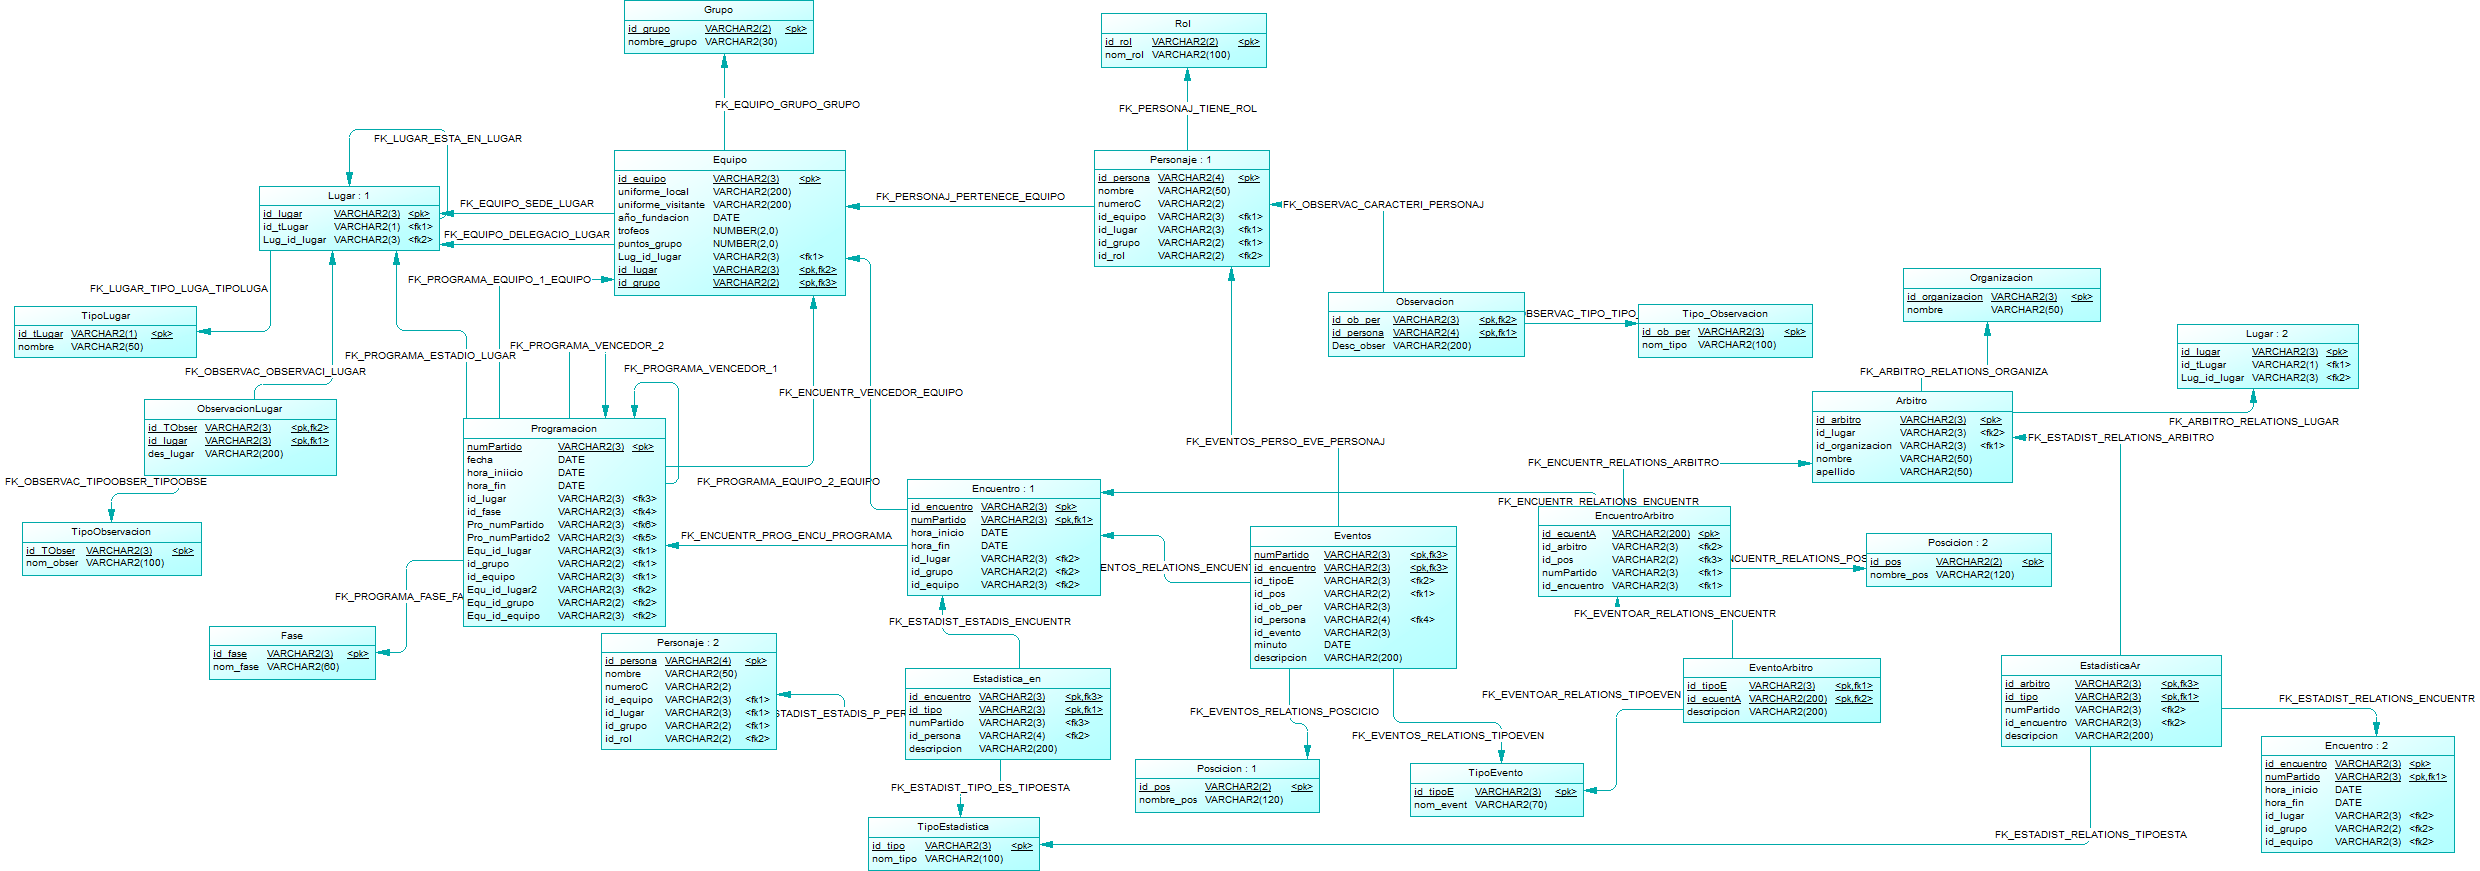 Grupo
id_grupo VARCHAR2(2) <pk>
nombre_grupo VARCHAR2(30)
Rol
id_rol VARCHAR2(2) <pk>
nom_rol VARCHAR2(100)
FK_EQUIPO_GRUPO_GRUPO
FK_PERSONAJ_TIENE_ROL
FK_LUGAR_ESTA_EN_LUGAR
Equipo
id_equipo VARCHAR2(3) <pk>
uniforme_local VARCHAR2(200)
uniforme_visitante VARCHAR2(200)
año_fundacion DATE
trofeos NUMBER(2,0)
puntos_grupo NUMBER(2,0)
Lug_id_lugar VARCHAR2(3) <fk1>
id_lugar VARCHAR2(3) <pk,fk2>
id_grupo VARCHAR2(2) <pk,fk3>
Personaje : 1
id_persona VARCHAR2(4) <pk>
nombre VARCHAR2(50)
numeroC VARCHAR2(2)
id_equipo VARCHAR2(3) <fk1>
id_lugar VARCHAR2(3) <fk1>
id_grupo VARCHAR2(2) <fk1>
id_rol VARCHAR2(2) <fk2>
Lugar : 1
id_lugar VARCHAR2(3) <pk>
id_tLugar VARCHAR2(1) <fk1>
Lug_id_lugar VARCHAR2(3) <fk2>
FK_EQUIPO_SEDE_LUGAR
FK_EQUIPO_DELEGACIO_LUGAR
FK_PERSONAJ_PERTENECE_EQUIPO
FK_OBSERVAC_CARACTERI_PERSONAJ
FK_PROGRAMA_EQUIPO_1_EQUIPO
FK_LUGAR_TIPO_LUGA_TIPOLUGA
TipoLugar
id_tLugar VARCHAR2(1) <pk>
nombre VARCHAR2(50)
Observacion
id_ob_per VARCHAR2(3) <pk,fk2>
id_persona VARCHAR2(4) <pk,fk1>
Desc_obser VARCHAR2(200)
BSERVAC_TIPO_TIPO_
Tipo_Observacion
id_ob_per VARCHAR2(3) <pk>
nom_tipo VARCHAR2(100)
Organizacion
id_organizacion VARCHAR2(3) <pk>
nombre VARCHAR2(50)
Lugar : 2
id_lugar VARCHAR2(3) <pk>
id_tLugar VARCHAR2(1) <fk1>
Lug_id_lugar VARCHAR2(3) <fk2>
FK_PROGRAMA_ESTADIO_LUGAR
FK_PROGRAMA_VENCEDOR_2
FK_PROGRAMA_VENCEDOR_1
FK_OBSERVAC_OBSERVACI_LUGAR
FK_ENCUENTR_VENCEDOR_EQUIPO
FK_ARBITRO_RELATIONS_ORGANIZA
ObservacionLugar
id_TObser VARCHAR2(3) <pk,fk2>
id_lugar VARCHAR2(3) <pk,fk1>
des_lugar VARCHAR2(200)
Arbitro
id_arbitro VARCHAR2(3) <pk>
id_lugar VARCHAR2(3) <fk2>
id_organizacion VARCHAR2(3) <fk1>
nombre VARCHAR2(50)
apellido VARCHAR2(50)
FK_ARBITRO_RELATIONS_LUGAR
FK_ESTADIST_RELATIONS_ARBITRO
FK_EVENTOS_PERSO_EVE_PERSONAJ
FK_ENCUENTR_RELATIONS_ARBITRO
Programacion
numPartido VARCHAR2(3) <pk>
fecha DATE
hora_iniicio DATE
hora_fin DATE
id_lugar VARCHAR2(3) <fk3>
id_fase VARCHAR2(3) <fk4>
Pro_numPartido VARCHAR2(3) <fk6>
Pro_numPartido2 VARCHAR2(3) <fk5>
Equ_id_lugar VARCHAR2(3) <fk1>
id_grupo VARCHAR2(2) <fk1>
id_equipo VARCHAR2(3) <fk1>
Equ_id_lugar2 VARCHAR2(3) <fk2>
Equ_id_grupo VARCHAR2(2) <fk2>
Equ_id_equipo VARCHAR2(3) <fk2>
FK_OBSERVAC_TIPOOBSER_TIPOOBSE
FK_PROGRAMA_EQUIPO_2_EQUIPO
TipoObservacion
id_TObser VARCHAR2(3) <pk>
nom_obser VARCHAR2(100)
Encuentro : 1
id_encuentro VARCHAR2(3) <pk>
numPartido VARCHAR2(3) <pk,fk1>
hora_inicio DATE
hora_fin DATE
id_lugar VARCHAR2(3) <fk2>
id_grupo VARCHAR2(2) <fk2>
id_equipo VARCHAR2(3) <fk2>
FK_ENCUENTR_RELATIONS_ENCUENTR
FK_ENCUENTR_PROG_ENCU_PROGRAMA
Eventos
numPartido VARCHAR2(3) <pk,fk3>
id_encuentro VARCHAR2(3) <pk,fk3>
id_tipoE VARCHAR2(3) <fk2>
id_pos VARCHAR2(2) <fk1>
id_ob_per VARCHAR2(3)
id_persona VARCHAR2(4) <fk4>
id_evento VARCHAR2(3)
minuto DATE
descripcion VARCHAR2(200)
ENTOS_RELATIONS_ENCUENT
EncuentroArbitro
id_ecuentA VARCHAR2(200) <pk>
id_arbitro VARCHAR2(3) <fk2>
id_pos VARCHAR2(2) <fk3>
numPartido VARCHAR2(3) <fk1>
id_encuentro VARCHAR2(3) <fk1>
NCUENTR_RELATIONS_POS
Poscicion : 2
id_pos VARCHAR2(2) <pk>
nombre_pos VARCHAR2(120)
FK_PROGRAMA_FASE_FA
FK_EVENTOAR_RELATIONS_ENCUENTR
FK_ESTADIST_ESTADIS_ENCUENTR
Fase
id_fase VARCHAR2(3) <pk>
nom_fase VARCHAR2(60)
Personaje : 2
id_persona VARCHAR2(4) <pk>
nombre VARCHAR2(50)
numeroC VARCHAR2(2)
id_equipo VARCHAR2(3) <fk1>
id_lugar VARCHAR2(3) <fk1>
id_grupo VARCHAR2(2) <fk1>
id_rol VARCHAR2(2) <fk2>
STADIST_ESTADIS_P_PER
Estadistica_en
id_encuentro VARCHAR2(3) <pk,fk3>
id_tipo VARCHAR2(3) <pk,fk1>
numPartido VARCHAR2(3) <fk3>
id_persona VARCHAR2(4) <fk2>
descripcion VARCHAR2(200)
EventoArbitro
id_tipoE VARCHAR2(3) <pk,fk1>
id_ecuentA VARCHAR2(200) <pk,fk2>
descripcion VARCHAR2(200)
FK_EVENTOAR_RELATIONS_TIPOEVEN
FK_EVENTOS_RELATIONS_POSCICIO
FK_EVENTOS_RELATIONS_TIPOEVEN
EstadisticaAr
id_arbitro VARCHAR2(3) <pk,fk3>
id_tipo VARCHAR2(3) <pk,fk1>
numPartido VARCHAR2(3) <fk2>
id_encuentro VARCHAR2(3) <fk2>
descripcion VARCHAR2(200)
FK_ESTADIST_RELATIONS_ENCUENTR
Encuentro : 2
id_encuentro VARCHAR2(3) <pk>
numPartido VARCHAR2(3) <pk,fk1>
hora_inicio DATE
hora_fin DATE
id_lugar VARCHAR2(3) <fk2>
id_grupo VARCHAR2(2) <fk2>
id_equipo VARCHAR2(3) <fk2>
Poscicion : 1
id_pos VARCHAR2(2) <pk>
nombre_pos VARCHAR2(120)
TipoEvento
id_tipoE VARCHAR2(3) <pk>
nom_event VARCHAR2(70)
FK_ESTADIST_TIPO_ES_TIPOESTA
TipoEstadistica
id_tipo VARCHAR2(3) <pk>
nom_tipo VARCHAR2(100)
FK_ESTADIST_RELATIONS_TIPOESTA